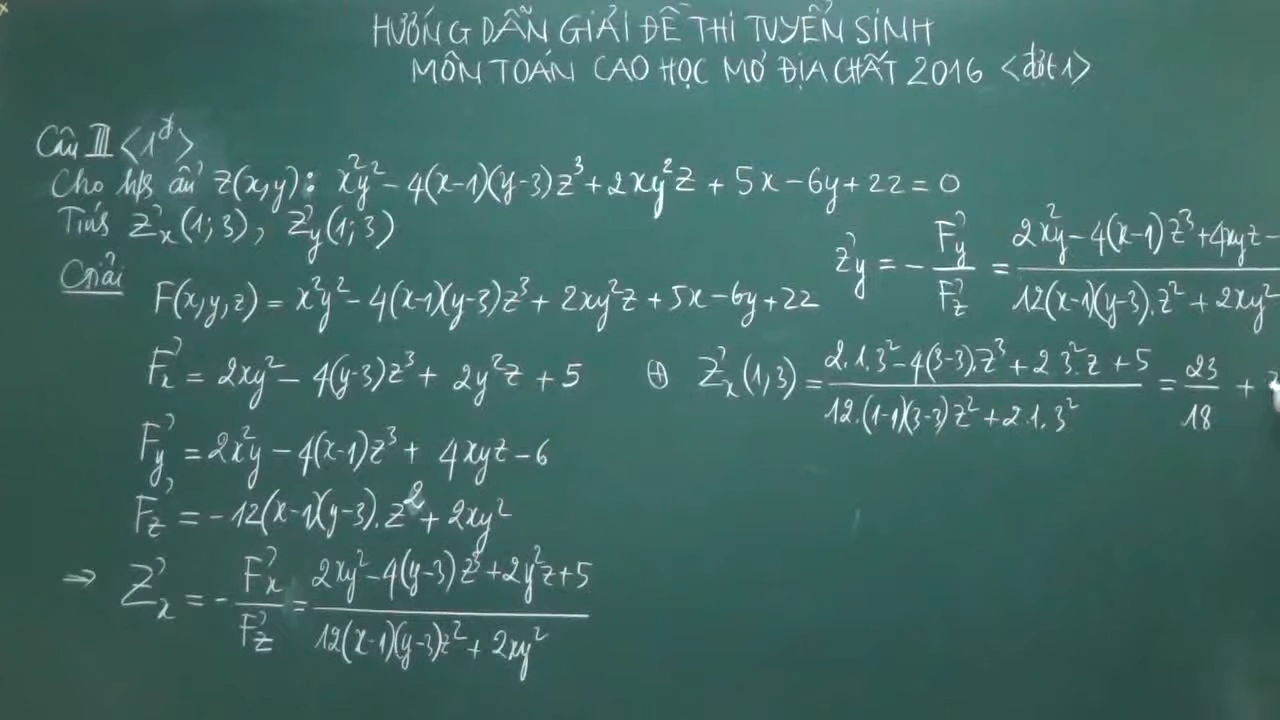 HƯỚNG DẪN GIẢI ĐỀ THI TUYỂN SINH
MÔN TOÁN CAO HỌC MỎ ĐỊA CHẤT 2016 <đợt 1>
Câu III <1đ>
Cho hàm số ẩn z(x,y): x²y² - 4(x-1)(y-3)z³ + 2xy²z + 5x - 6y + 22 = 0
Tính Z'x(1;3), Z'y(1;3)
Giải
F(x,y,z) = x²y² - 4(x-1)(y-3)z³ + 2xy²z + 5x - 6y + 22
F'x = 2xy² - 4(y-3)z³ + 2y²z + 5
F'y = 2x²y - 4(x-1)z³ + 4xyz - 6
F'z = -12(x-1)(y-3).z² + 2xy²
⇒ Z'x = - F'x / F'z = (2xy² - 4(y-3)z³ + 2y²z + 5) / (12(x-1)(y-3)z² + 2xy²)
z'y = - F'y / F'z = (2x²y - 4(x-1)z³ + 4xyz - / 12(x-1)(y-3).z² + 2xy²
⊕ Z'x(1,3) = (2.1.3² - 4(3-3).z³ + 2 3².z + 5) / (12.(1-1)(3-3)z² + 2.1.3²) = 23/18 +